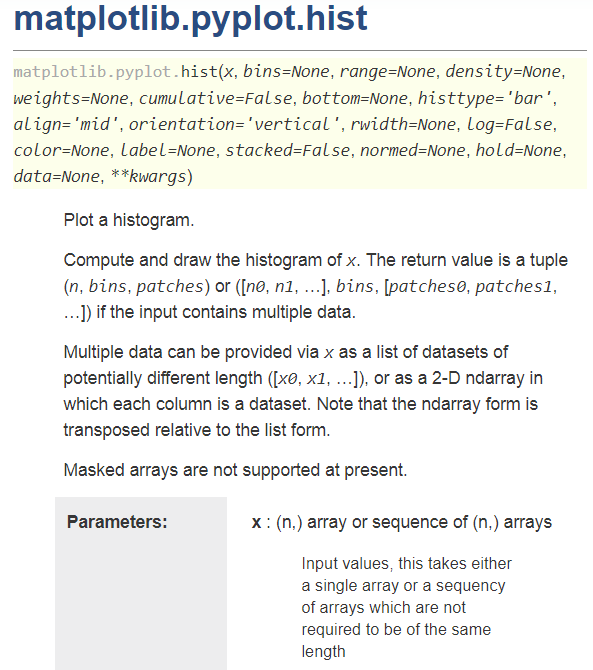 matplotlib.pyplot.hist
matplotlib.pyplot.hist(x, bins=None, range=None, density=None,
weights=None, cumulative=False, bottom=None, histtype='bar',
align='mid', orientation='vertical', rwidth=None, log=False,
color=None, label=None, stacked=False, normed=None, hold=None,
data=None, **kwargs)
Plot a histogram.
Compute and draw the histogram of x. The return value is a tuple
(n, bins, patches) or ([n0, n1, ...], bins, [patches0, patches1,
...]) if the input contains multiple data.
Multiple data can be provided via x as a list of datasets of
potentially different length ([x0, x1, ...]), or as a 2-D ndarray in
which each column is a dataset. Note that the ndarray form is
transposed relative to the list form.
Masked arrays are not supported at present.
Parameters:
x : (n,) array or sequence of (n,) arrays
Input values, this takes either
a single array or a sequency
of arrays which are not
required to be of the same
length